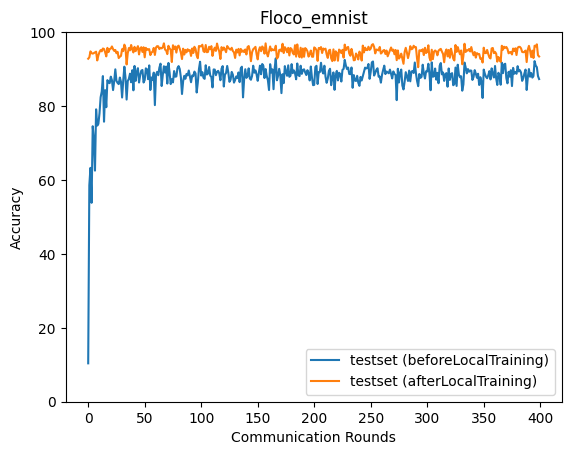 Floco_emnist
100
80
60
40
20
0
Accuracy
0 50 100 150 200 250 300 350 400
Communication Rounds
testset (beforeLocalTraining)
testset (afterLocalTraining)